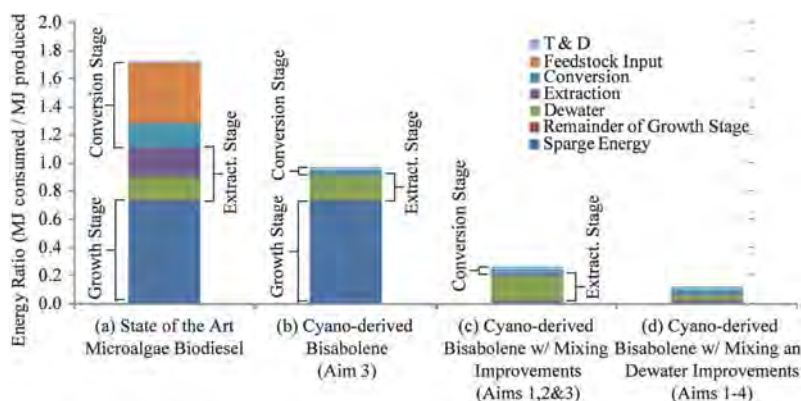 Energy Ratio (MJ consumed / MJ produced
2.0
1.8
1.6
1.4
1.2
1.0
0.8
0.6
0.4
0.2
0.0
Conversion Stage
Growth Stage
Extract. Stage
Conversion Stage
Growth Stage
Extract. Stage
Conversion Stage
Extract. Stage
T & D
Feedstock Input
Conversion
Extraction
Dewater
Remainder of Growth Stage
Sparge Energy
(a) State of the Art
Microalgae Biodiesel
(b) Cyano-derived
Bisabolene
(Aim 3)
(c) Cyano-derived
Bisabolene w/ Mixing
Improvements
(Aims 1,2&3)
(d) Cyano-derived
Bisabolene w/ Mixing an
Dewater Improvements
(Aims 1-4)